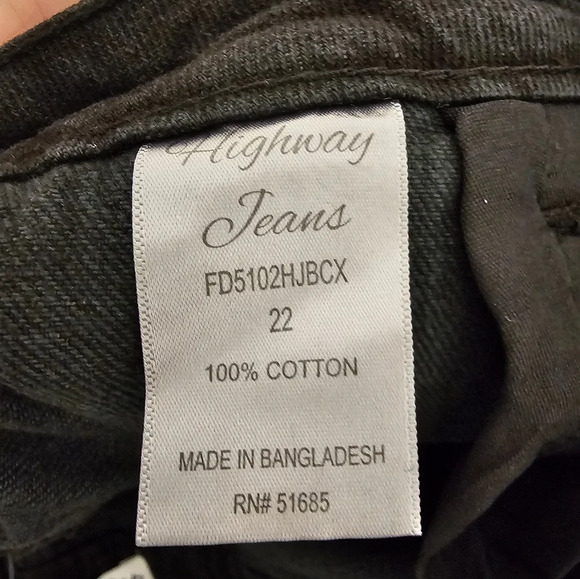 Highway
Jeans
FD5102HJBCX
22
100% COTTON
MADE IN BANGLADESH
RN# 51685